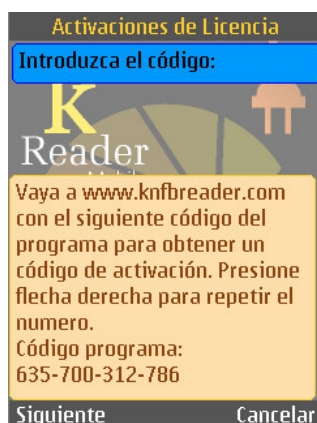 Activaciones de Licencia
Introduzca el código:
K
Reader
Vaya a www.knfbreader.com
con el siguiente código del
programa para obtener un
código de activación. Presione
flecha derecha para repetir el
numero.
Código programa:
635-700-312-786
Siguiente Cancelar